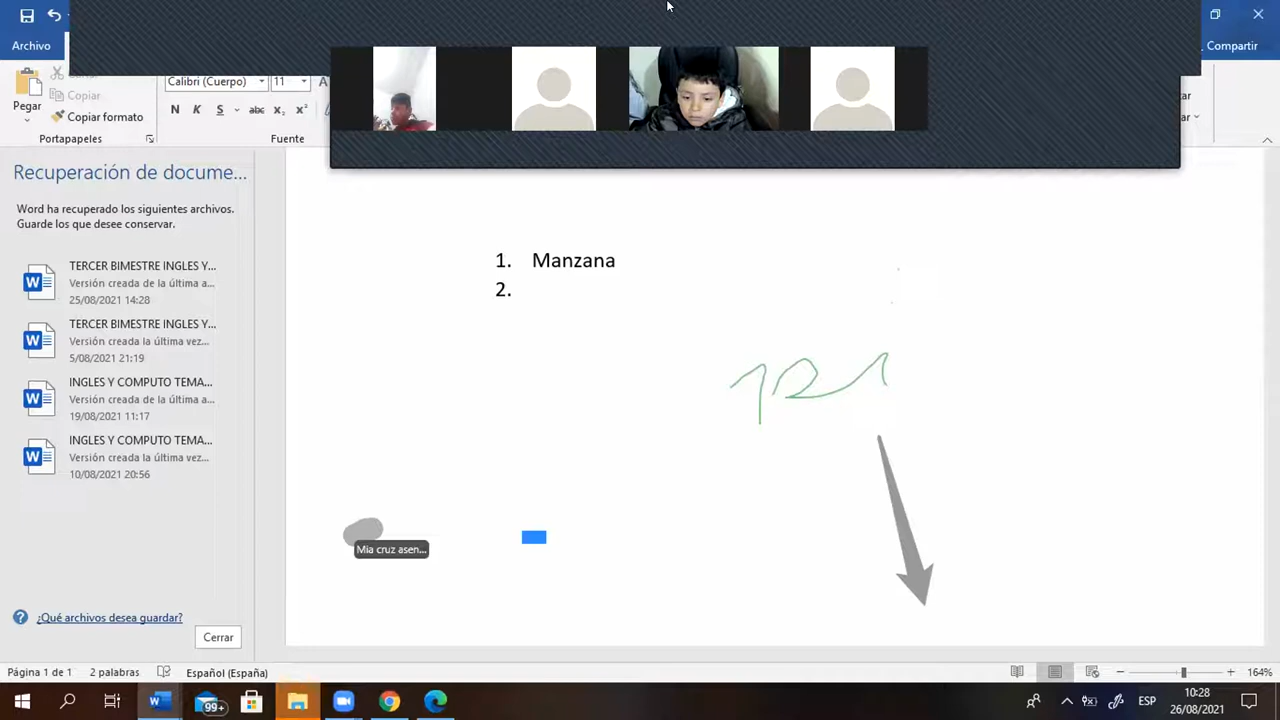 Archivo
Compartir
Pegar
Copiar
Copiar formato
Portapapeles
Calibri (Cuerpo)
11
N K S abc x₂ x²
Fuente
Recuperación de docume...
Word ha recuperado los siguientes archivos.
Guarde los que desee conservar.
TERCER BIMESTRE INGLES Y...
Versión creada de la última a...
25/08/2021 14:28
TERCER BIMESTRE INGLES Y...
Versión creada la última vez...
5/08/2021 21:19
INGLES Y COMPUTO TEMA...
Versión creada de la última a...
19/08/2021 11:17
INGLES Y COMPUTO TEMA...
Versión creada la última vez...
10/08/2021 20:56
¿Qué archivos desea guardar?
Cerrar
1. Manzana
2.
Mia cruz asen...
Página 1 de 1 2 palabras Español (España)
164%
99+
ESP
10:28
26/08/2021